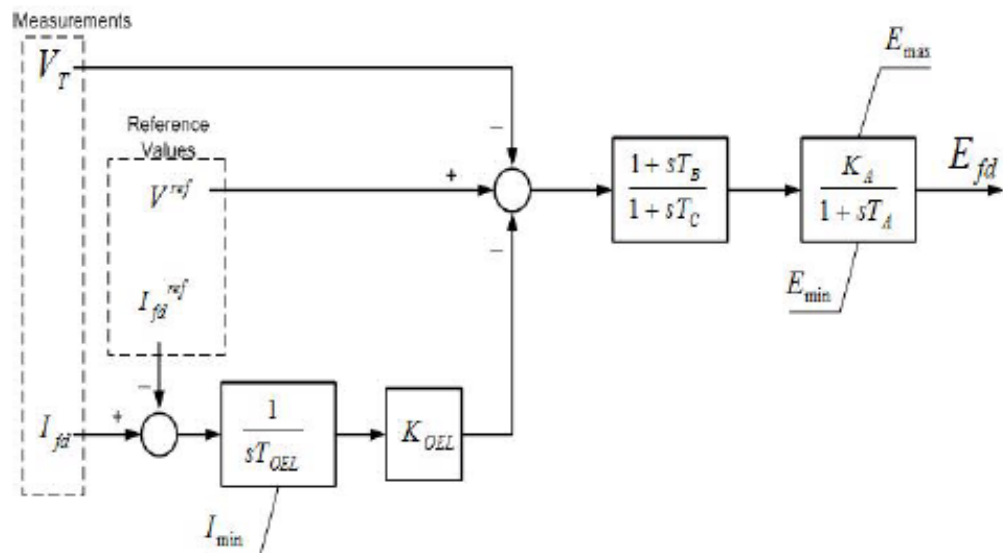 Measurements
V_T
E_max
Reference
Values
V^ref
+
−
−
1 + sT_B
1 + sT_C
K_A
1 + sT_A
E_fd
I_fd^ref
E_min
−
I_fd
+
1
sT_OEL
K_OEL
I_min